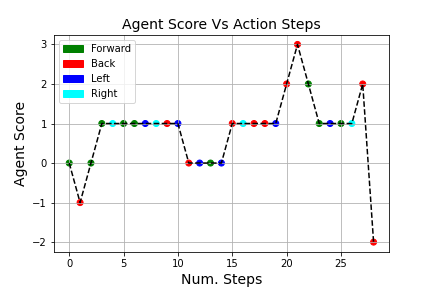 Agent Score Vs Action Steps
Forward
Back
Left
Right
3
2
1
0
−1
−2
Agent Score
0 5 10 15 20 25
Num. Steps